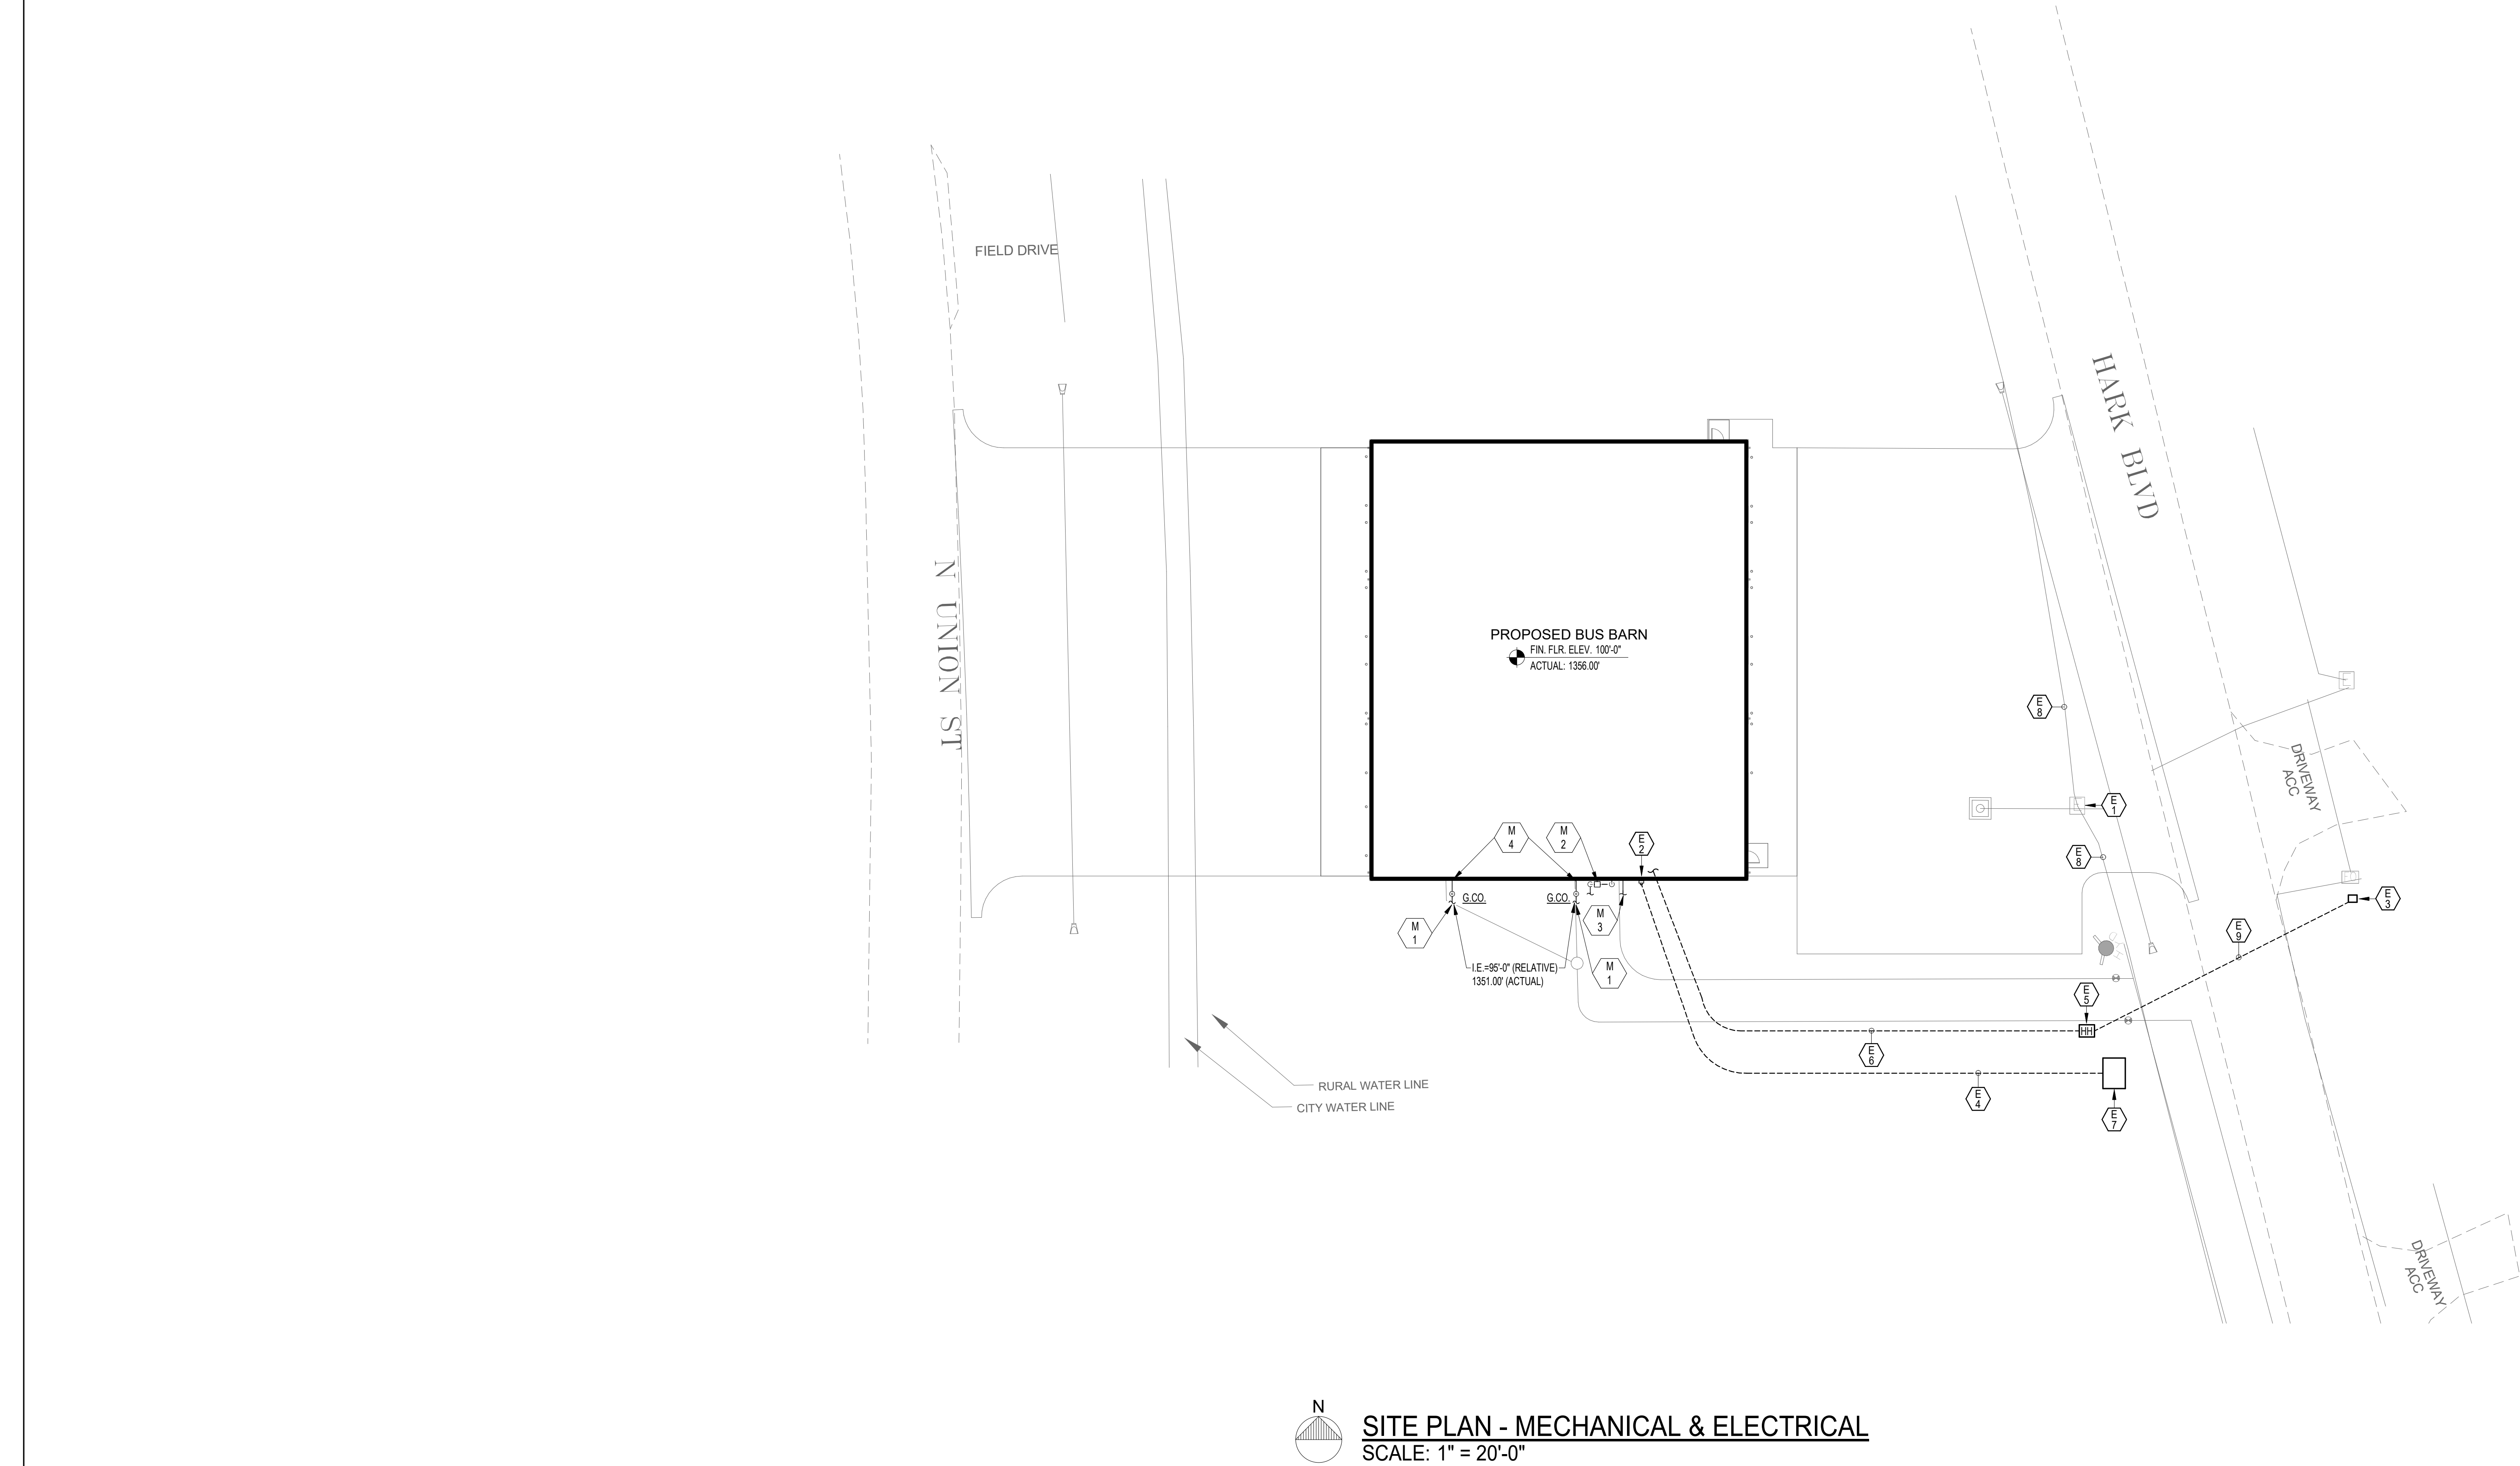 FIELD DRIVE
HARK BLVD
N UNION ST
PROPOSED BUS BARN
FIN. FLR. ELEV. 100'-0"
ACTUAL: 1356.00'
E
8
DRIVEWAY
ACC
E
1
M
4
M
2
E
2
E
8
G.CO.
G.CO.
E
3
M
3
M
1
E
9
I.E.=95'-0" (RELATIVE)
1351.00' (ACTUAL)
M
1
E
5
HH
E
6
RURAL WATER LINE
CITY WATER LINE
E
4
E
7
DRIVEWAY
ACC
N
SITE PLAN - MECHANICAL & ELECTRICAL
SCALE: 1" = 20'-0"